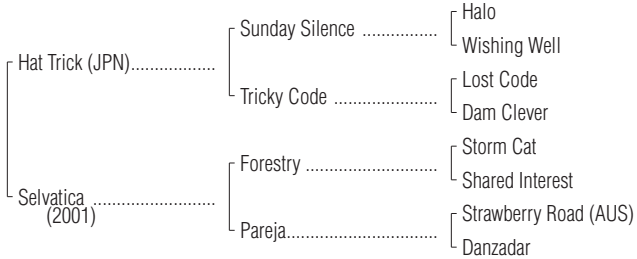 Halo
Sunday Silence ..................
Wishing Well
Hat Trick (JPN)....................
Lost Code
Tricky Code .........................
Dam Clever
Storm Cat
Forestry ...............................
Shared Interest
Selvatica .............................
(2001)
Strawberry Road (AUS)
Pareja....................................
Danzadar